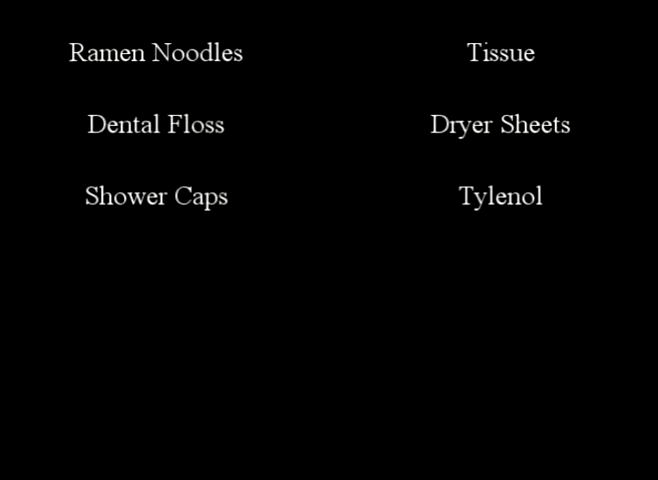 Ramen Noodles
Tissue
Dental Floss
Dryer Sheets
Shower Caps
Tylenol